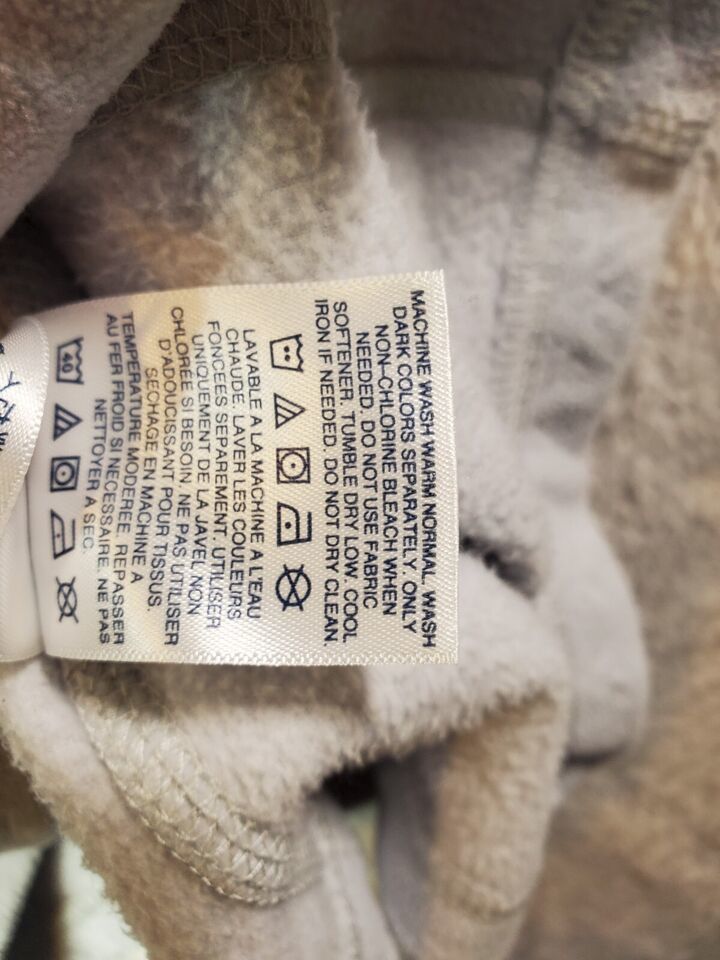 MACHINE WASH WARM NORMAL. WASH
DARK COLORS SEPARATELY. ONLY
NON-CHLORINE BLEACH WHEN
NEEDED. DO NOT USE FABRIC
SOFTENER. TUMBLE DRY LOW. COOL
IRON IF NEEDED. DO NOT DRY CLEAN.
LAVABLE A LA MACHINE A L'EAU
CHAUDE. LAVER LES COULEURS
FONCEES SEPAREMENT. UTILISER
UNIQUEMENT DE LA JAVEL NON
CHLORÉE SI BESOIN. NE PAS UTILISER
D'ADOUCISSANT POUR TISSUS.
SECHAGE EN MACHINE A
TEMPERATURE MODEREE. REPASSER
AU FER FROID SI NECESSAIRE. NE PAS
NETTOYER A SEC.
40